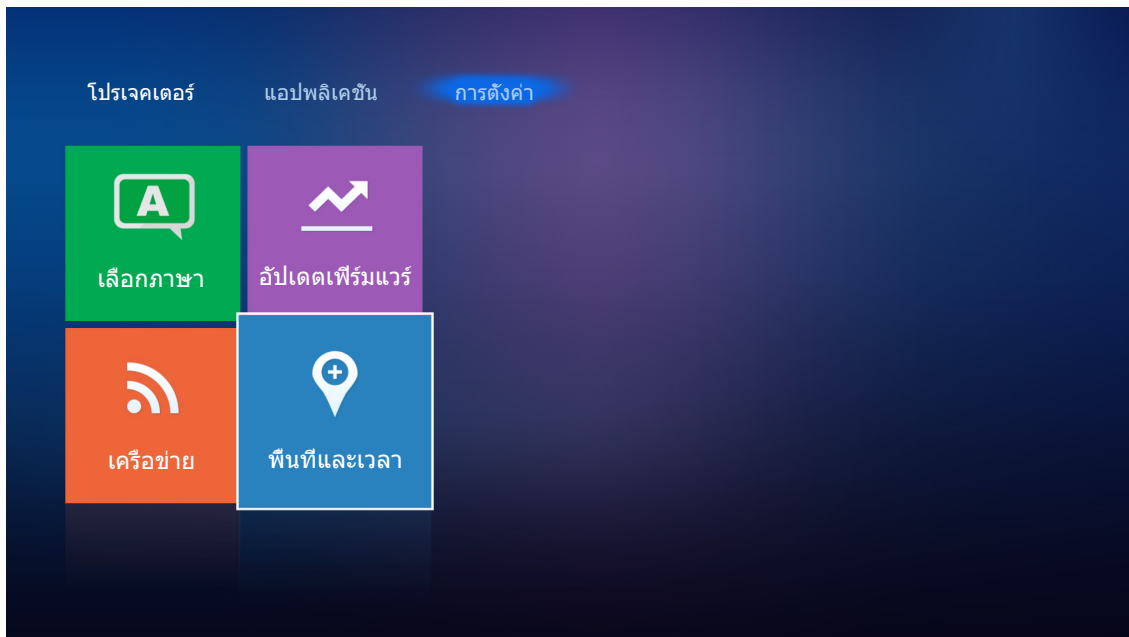 โปรเจคเตอร์ แอปพลิเคชัน การตั้งค่า
A
เลือกภาษา อัปเดตเฟิร์มแวร์
เครือข่าย พื้นที่และเวลา